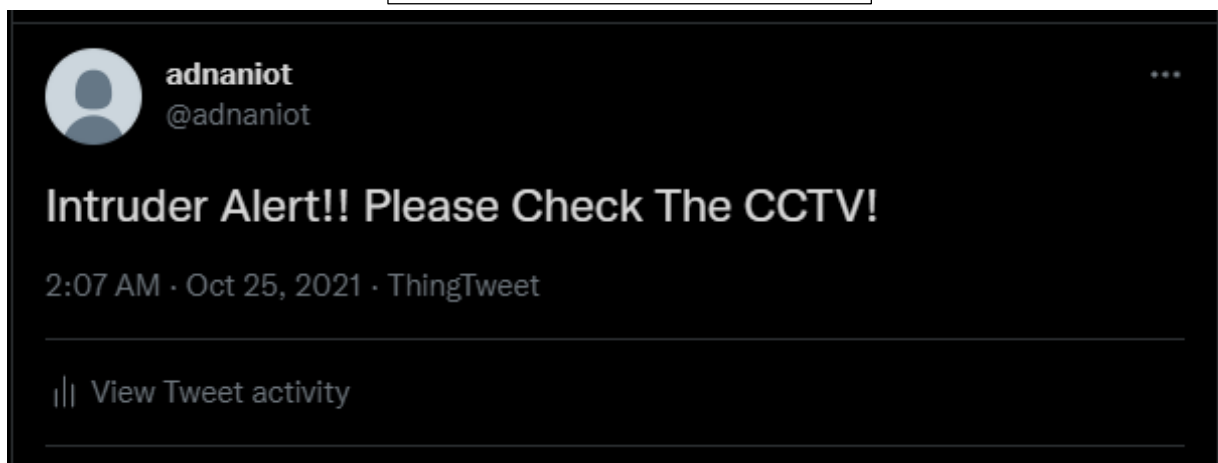 adnaniot
@adnaniot
Intruder Alert!! Please Check The CCTV!
2:07 AM · Oct 25, 2021 · ThingTweet
View Tweet activity